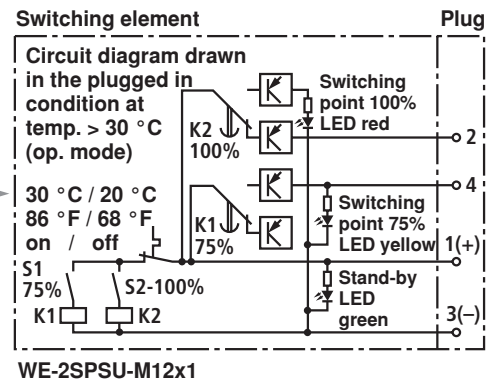 Switching element
Plug
Circuit diagram drawn
in the plugged in
condition at
temp. > 30 °C
(op. mode)
Switching
point 100%
LED red
K2
100%
2
4
30 °C / 20 °C
86 °F / 68 °F
on / off
K1
75%
Switching
point 75%
LED yellow
1(+)
S1
75%
S2-100%
Stand-by
LED
green
K1
K2
3(–)
WE-2SPSU-M12x1